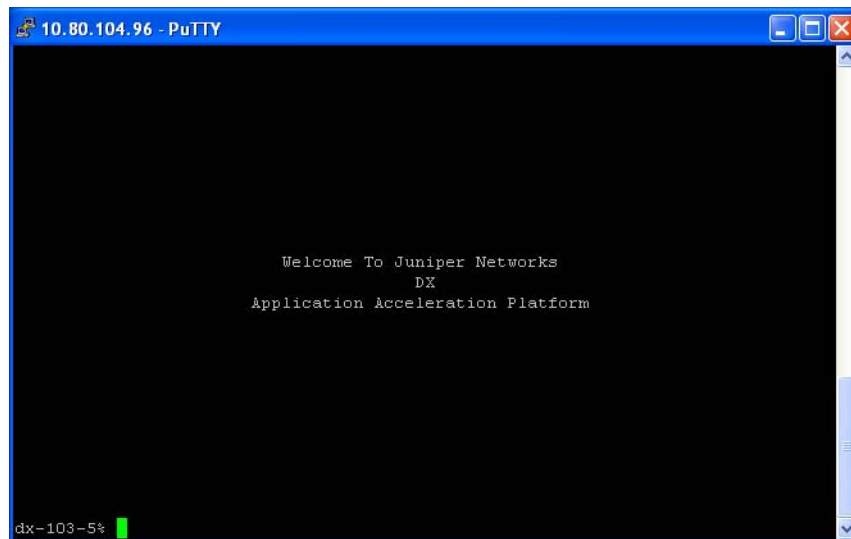 10.80.104.96 - PuTTY
Welcome To Juniper Networks
DX
Application Acceleration Platform
dx-103-5%